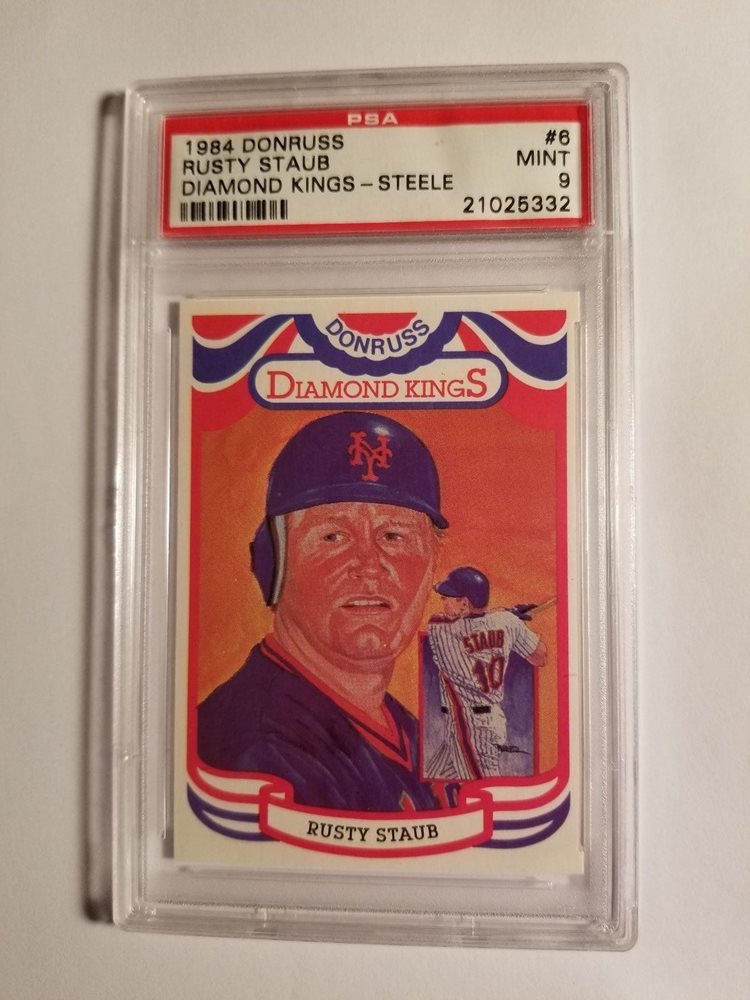 PSA
1984 DONRUSS #6
RUSTY STAUB MINT
DIAMOND KINGS - STEELE 9
21025332
DONRUSS
DIAMOND KINGS
NY
STAUB
10
RUSTY STAUB